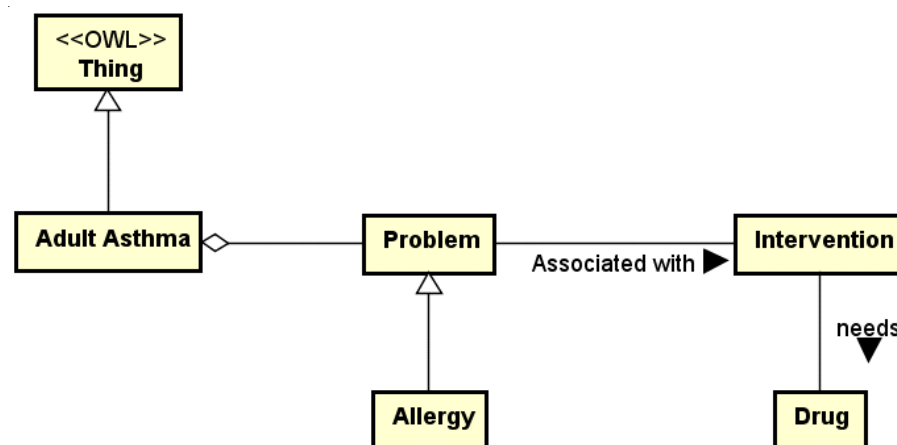 <<OWL>>
Thing
Adult Asthma
Problem
Intervention
Associated with
needs
Allergy
Drug